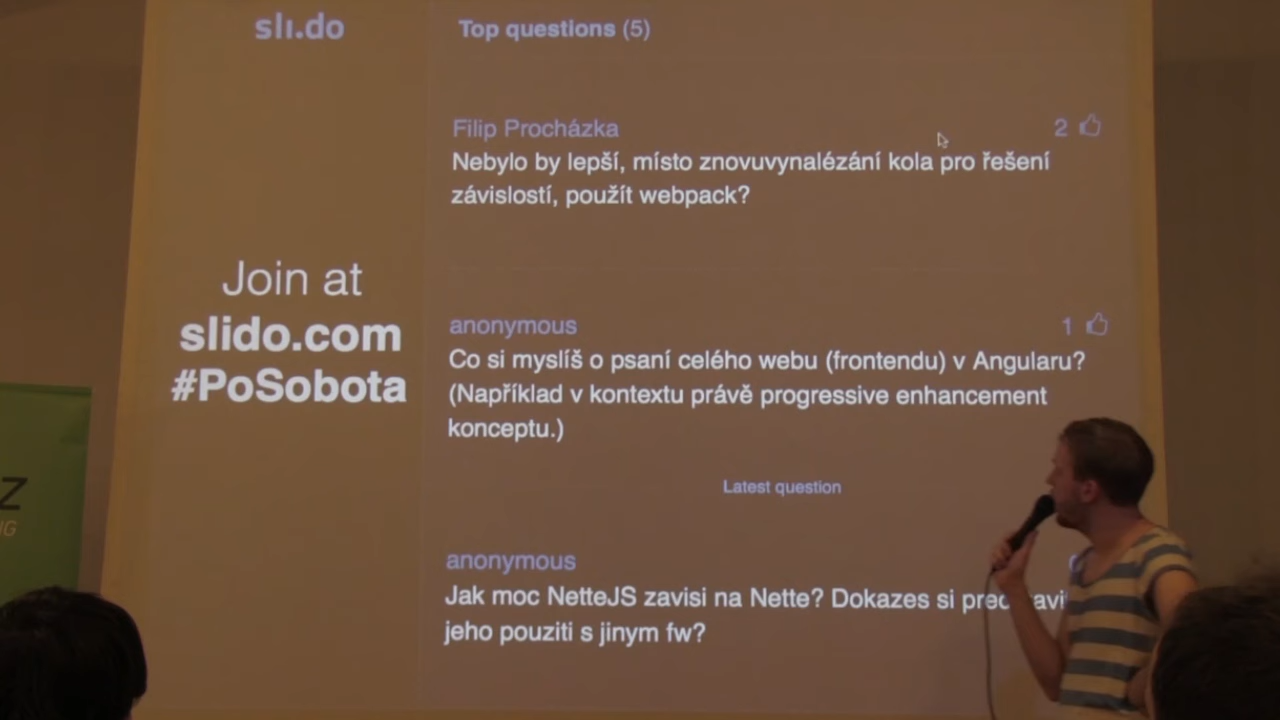 sli.do
Top questions (5)
Filip Procházka
2
Nebylo by lepší, místo znovuvynalézání kola pro řešení
závislostí, použít webpack?
Join at
slido.com
#PoSobota
anonymous
1
Co si myslíš o psaní celého webu (frontendu) v Angularu?
(Například v kontextu právě progressive enhancement
konceptu.)
Latest question
anonymous
Jak moc NetteJS zavisi na Nette? Dokazes si
jeho pouziti s jinym fw?
Z
G